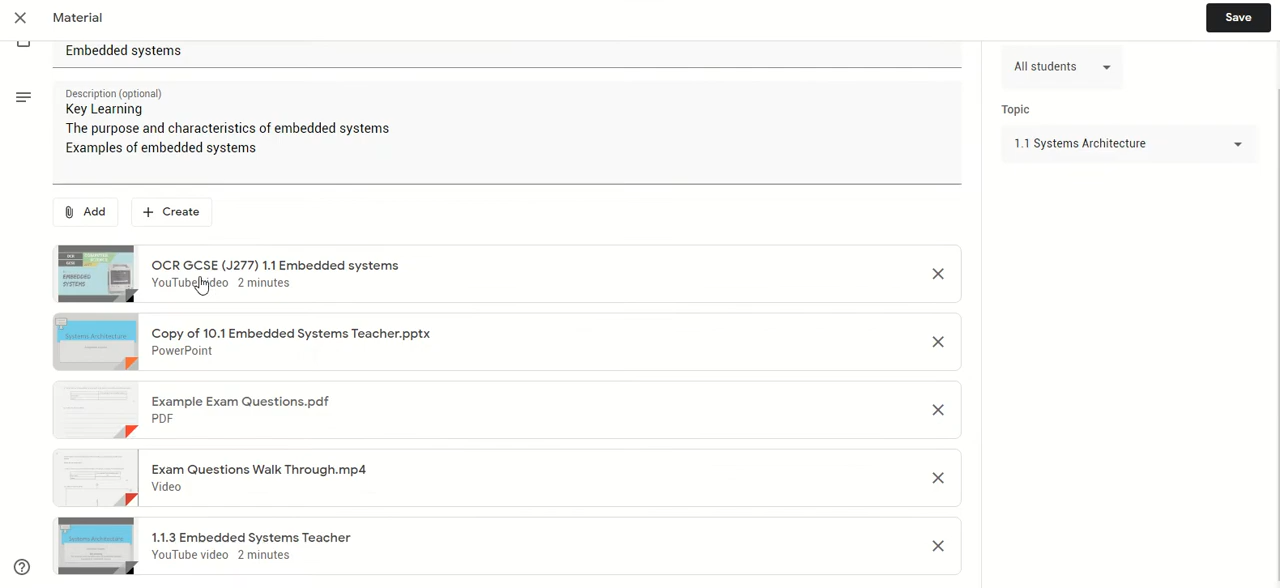 Material
Save
Embedded systems
All students
Description (optional)
Key Learning
The purpose and characteristics of embedded systems
Examples of embedded systems
Topic
1.1 Systems Architecture
Add
Create
OCR GCSE (J277) 1.1 Embedded systems
YouTube video 2 minutes
Copy of 10.1 Embedded Systems Teacher.pptx
PowerPoint
Example Exam Questions.pdf
PDF
Exam Questions Walk Through.mp4
Video
1.1.3 Embedded Systems Teacher
YouTube video 2 minutes